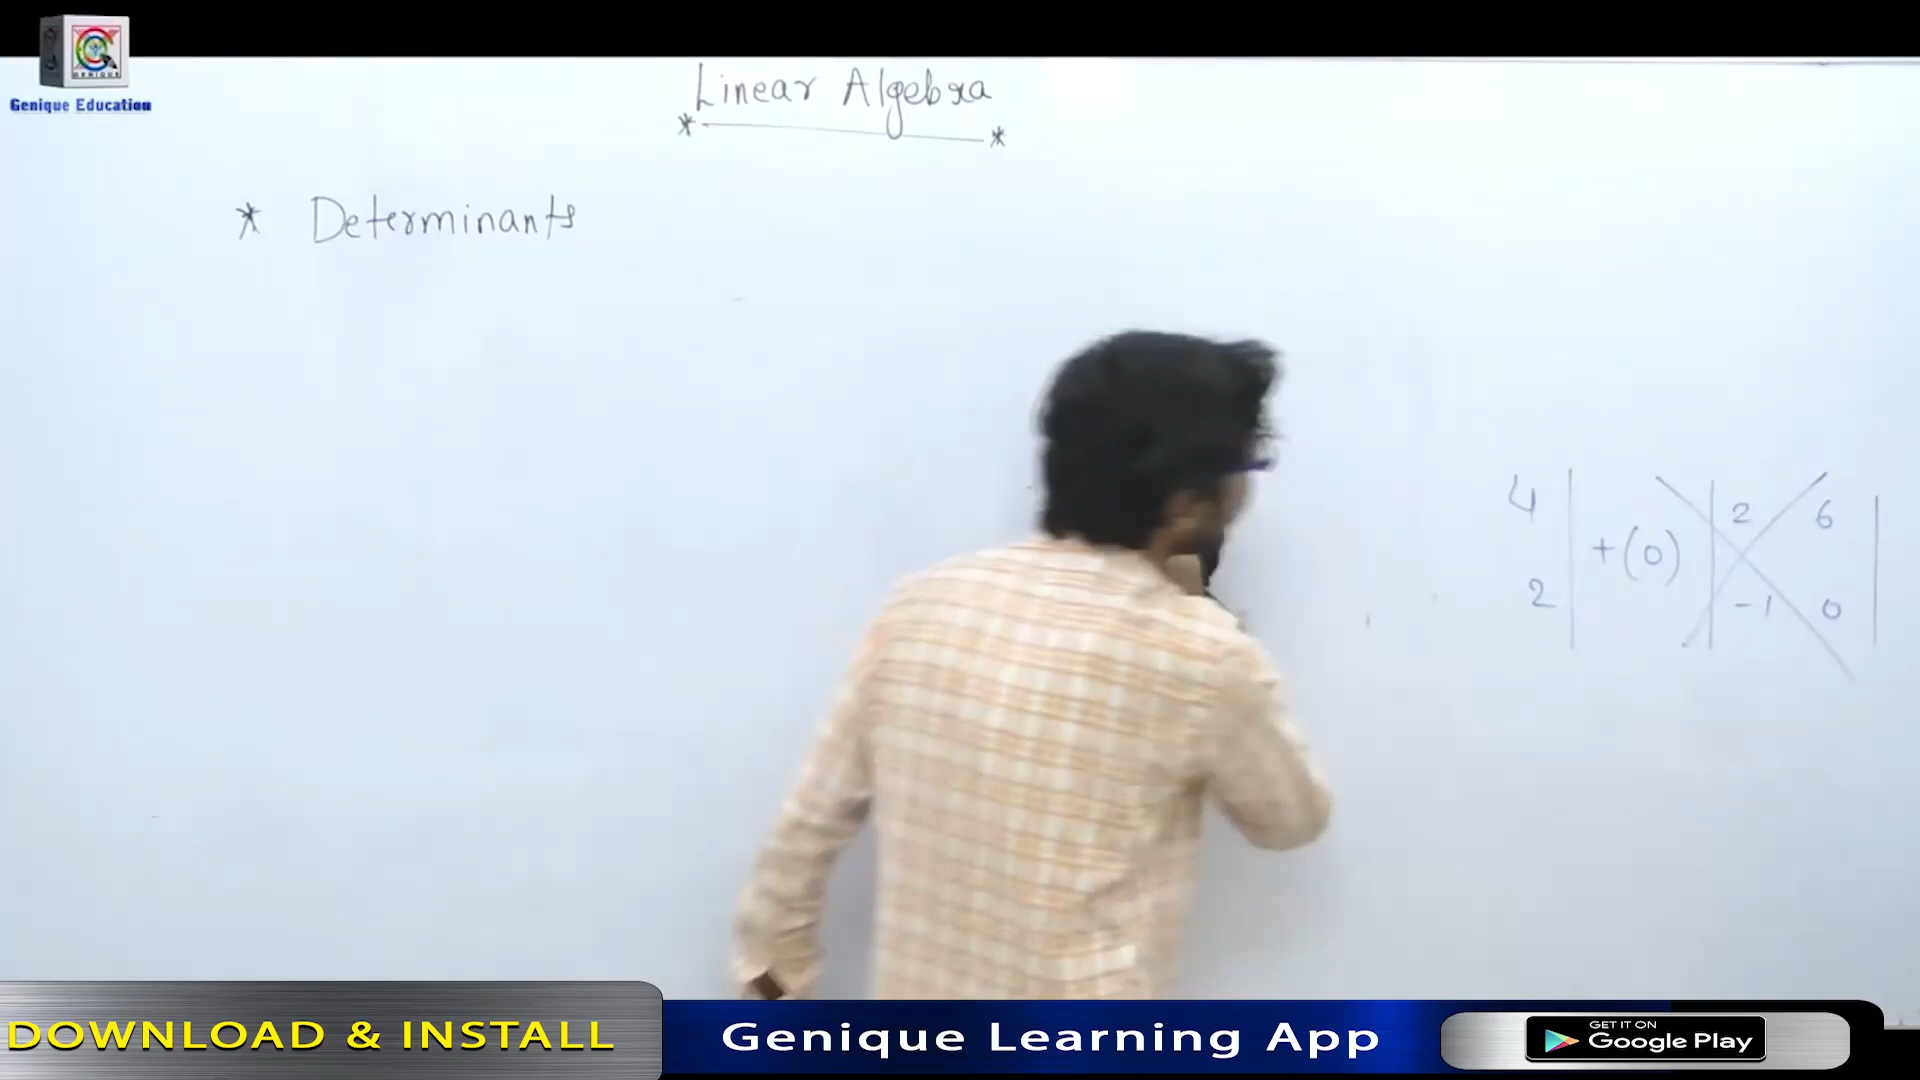 GENIQUE
Genique Education
Linear Algebra
* *
* Determinants
4 | +(0) | 2 6 |
2 | | -1 0 |
DOWNLOAD & INSTALL
Genique Learning App
GET IT ON
Google Play